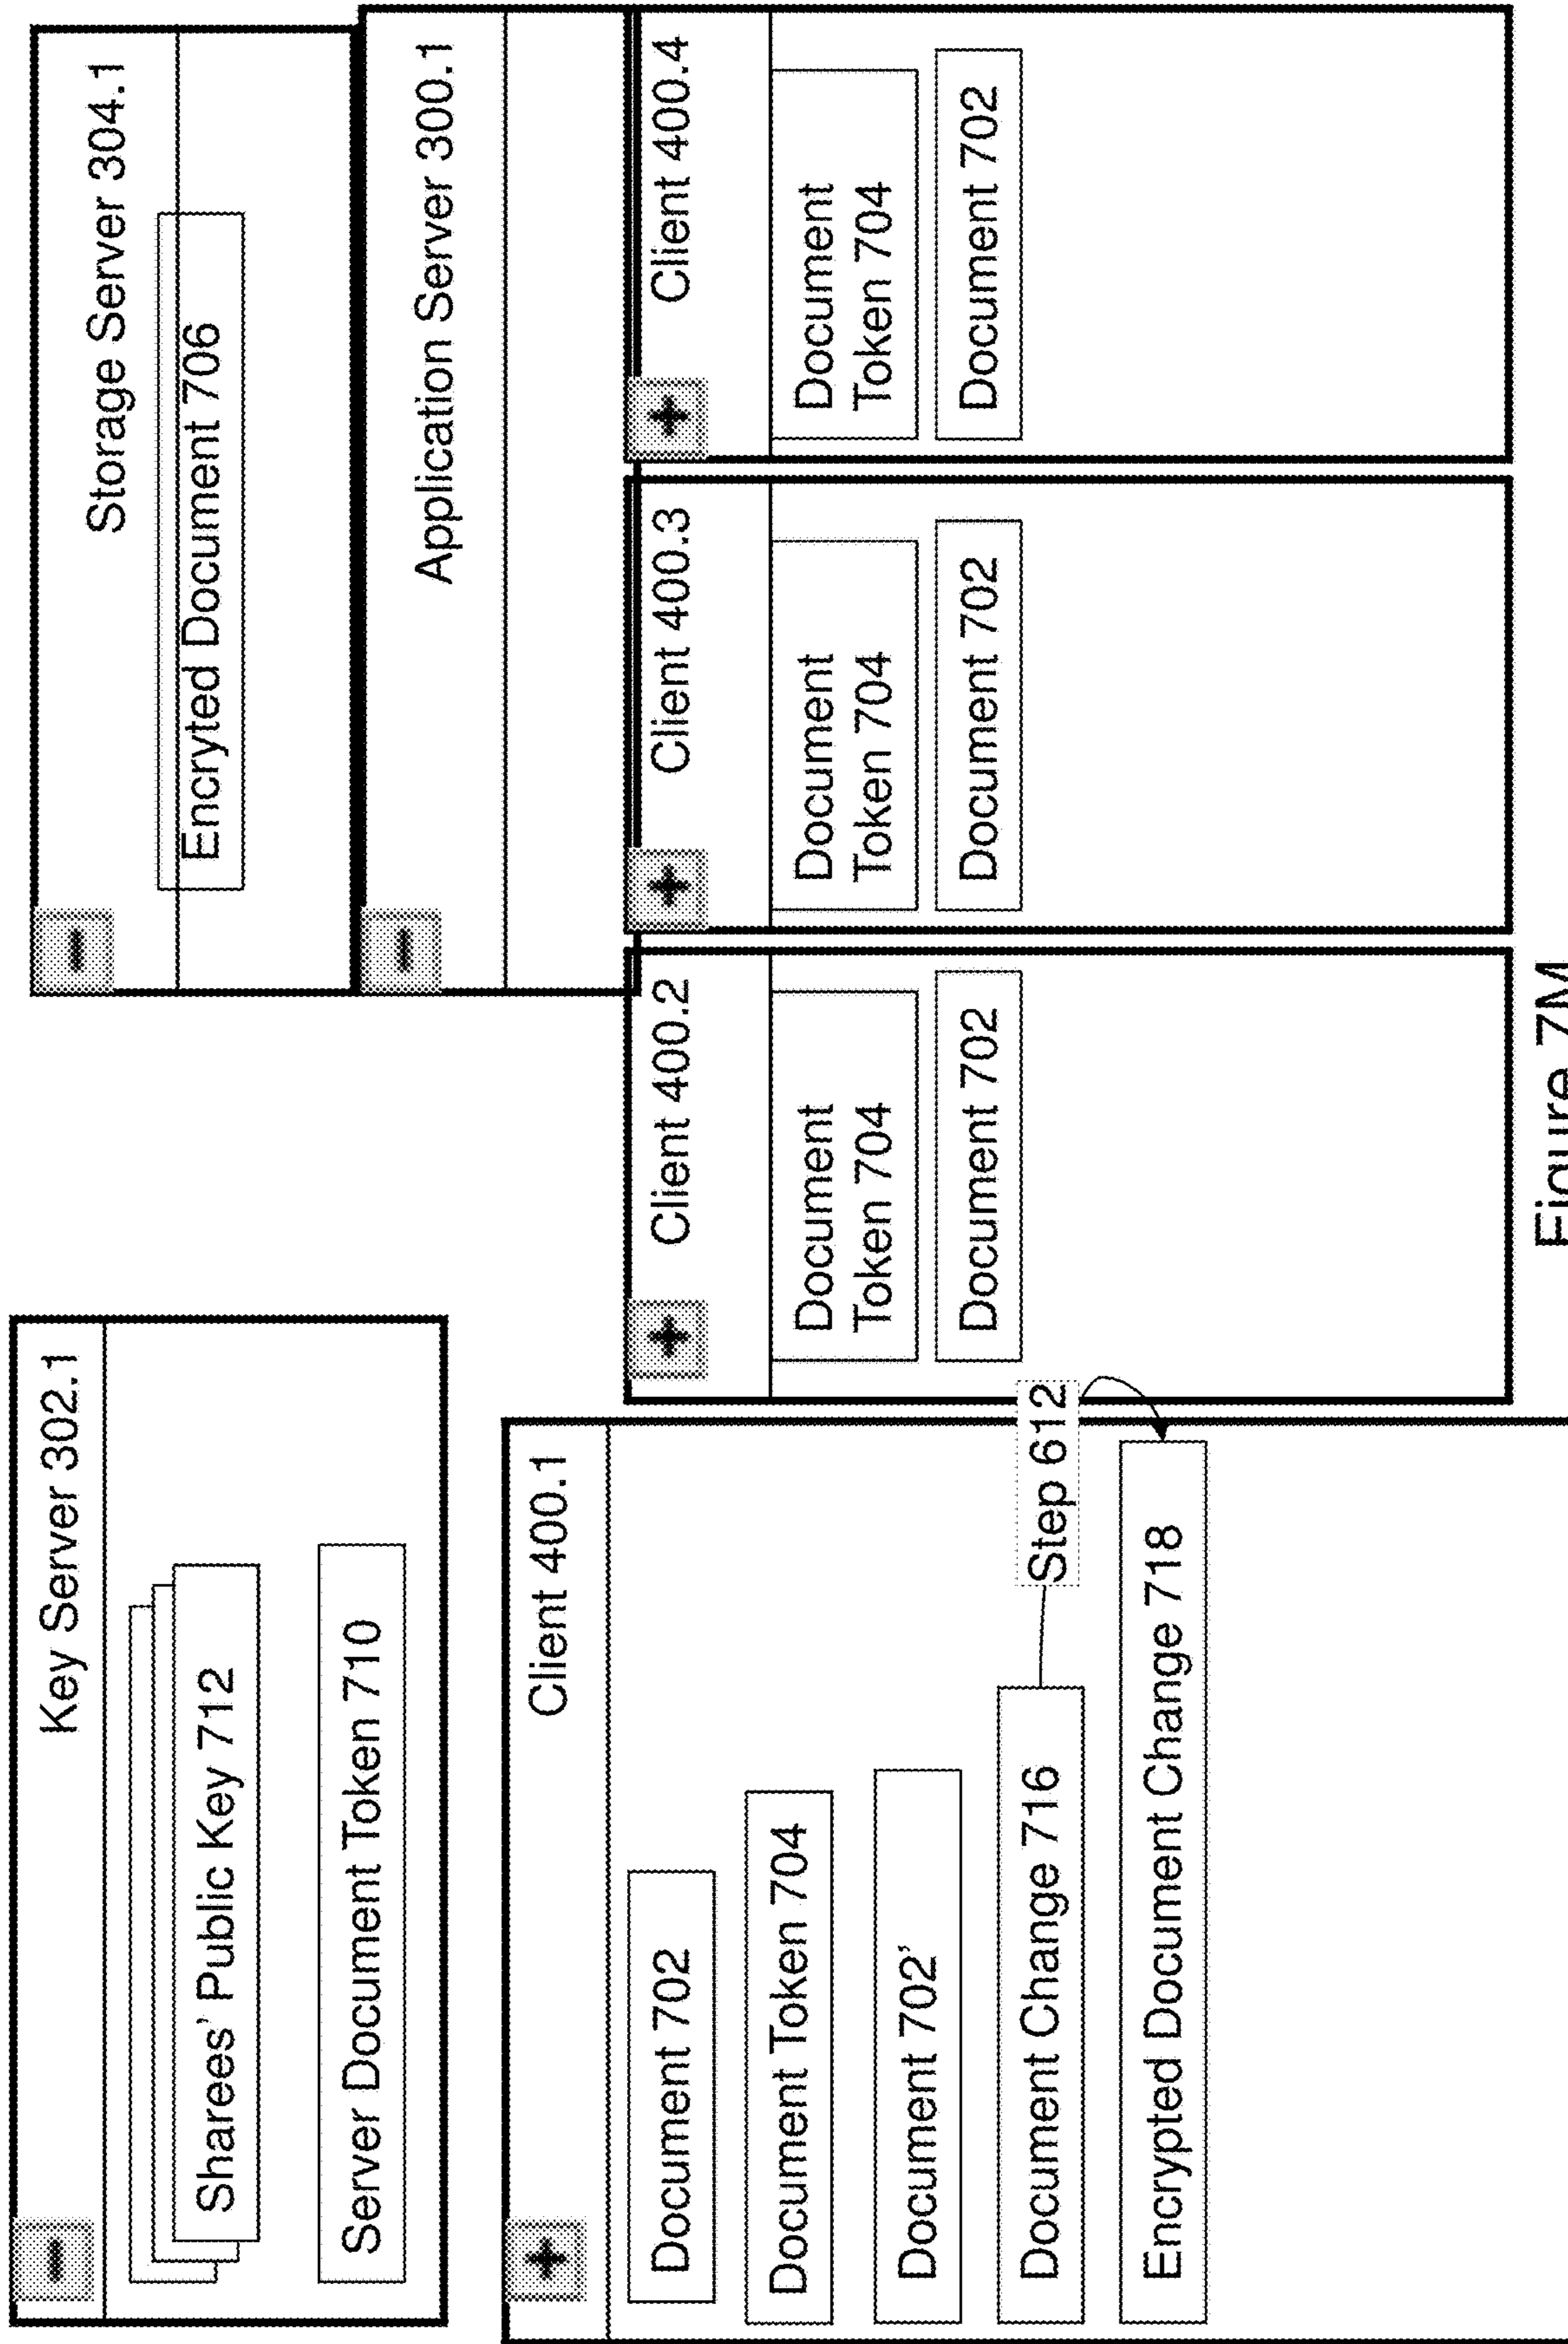 Key Server 302.1
Sharees' Public Key 712
Server Document Token 710
Storage Server 304.1
Encryted Document 706
Application Server 300.1
Client 400.1
Document 702
Document Token 704
Document 702'
Document Change 716
Step 612
Encrypted Document Change 718
Client 400.2
Document
Token 704
Document 702
Client 400.3
Document
Token 704
Document 702
Client 400.4
Document
Token 704
Document 702
Figure 7M